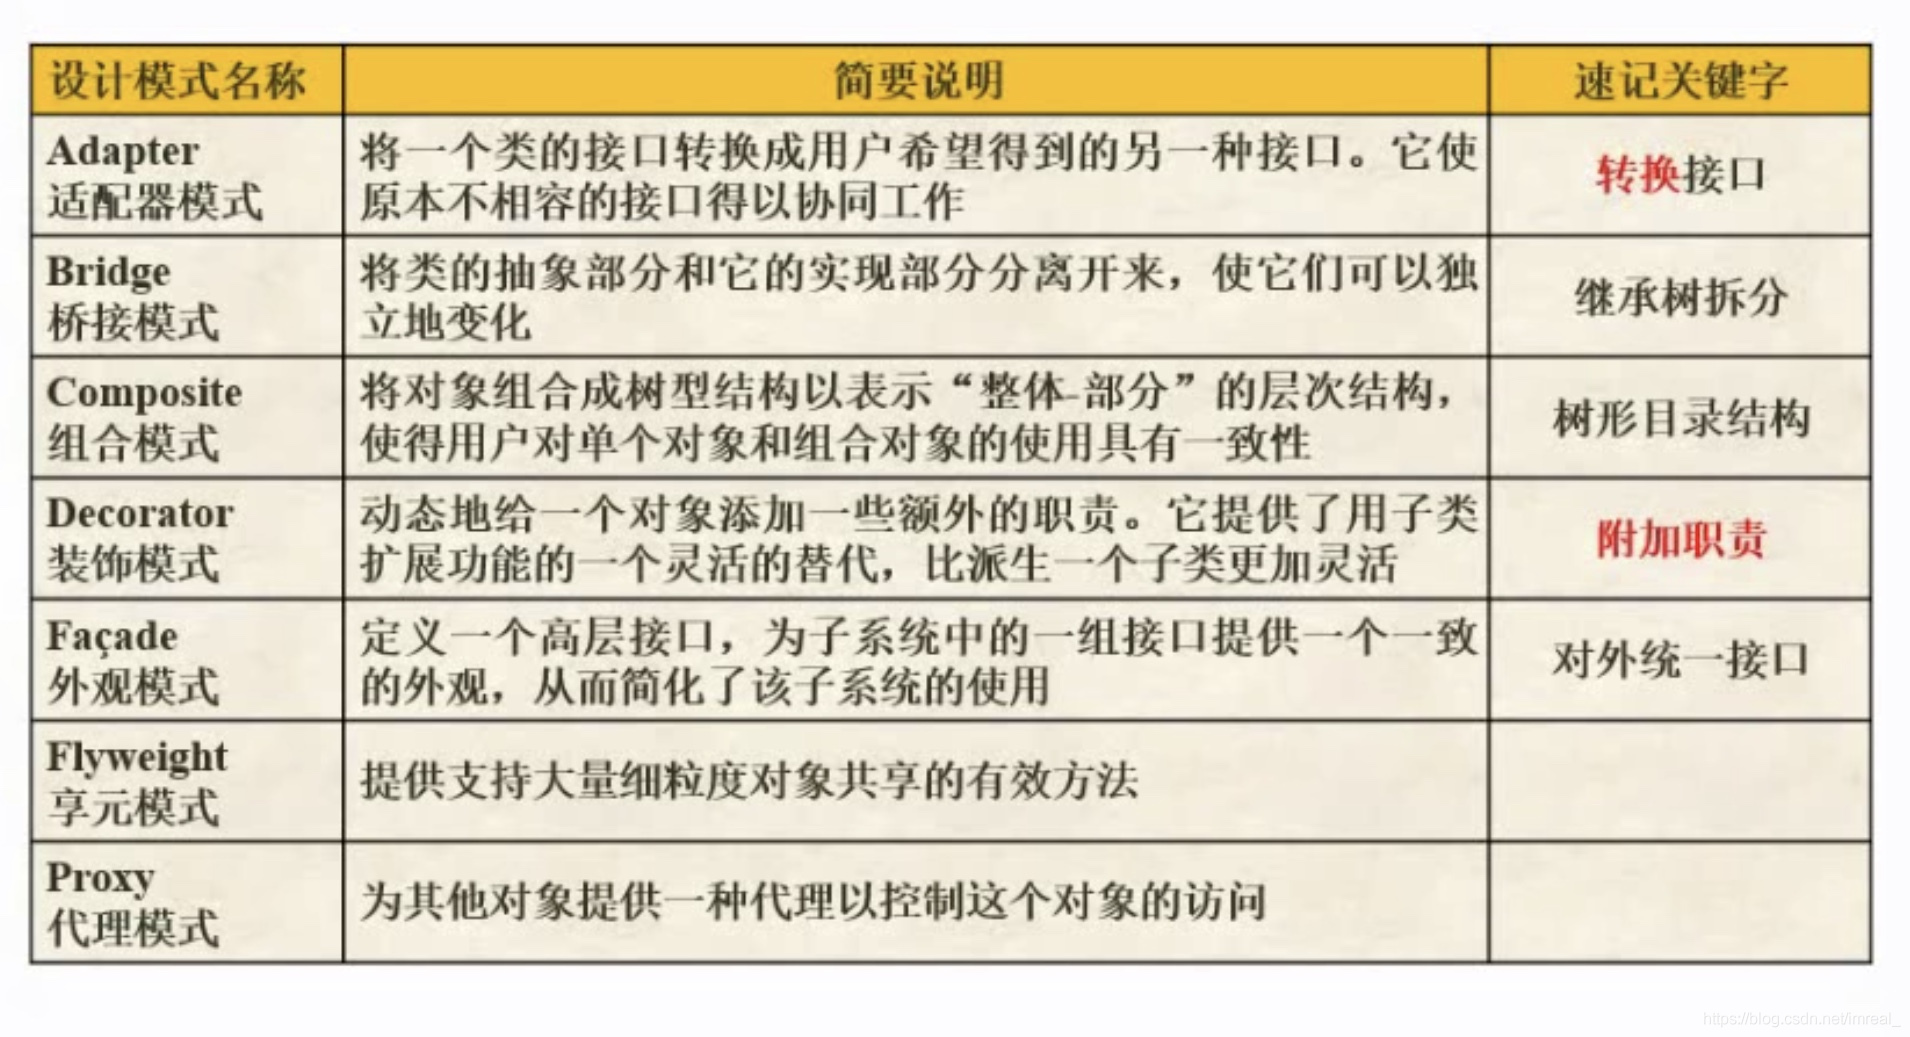 设计模式名称
简要说明
速记关键字
Adapter
适配器模式
将一个类的接口转换成用户希望得到的另一种接口。它使
原本不相容的接口得以协同工作
转换接口
Bridge
桥接模式
将类的抽象部分和它的实现部分分离开来，使它们可以独
立地变化
继承树拆分
Composite
组合模式
将对象组合成树型结构以表示“整体-部分”的层次结构，
使得用户对单个对象和组合对象的使用具有一致性
树形目录结构
Decorator
装饰模式
动态地给一个对象添加一些额外的职责。它提供了用子类
扩展功能的一个灵活的替代，比派生一个子类更加灵活
附加职责
Façade
外观模式
定义一个高层接口，为子系统中的一组接口提供一个一致
的外观，从而简化了该子系统的使用
对外统一接口
Flyweight
享元模式
提供支持大量细粒度对象共享的有效方法
Proxy
代理模式
为其他对象提供一种代理以控制这个对象的访问
https://blog.csdn.net/imreal_